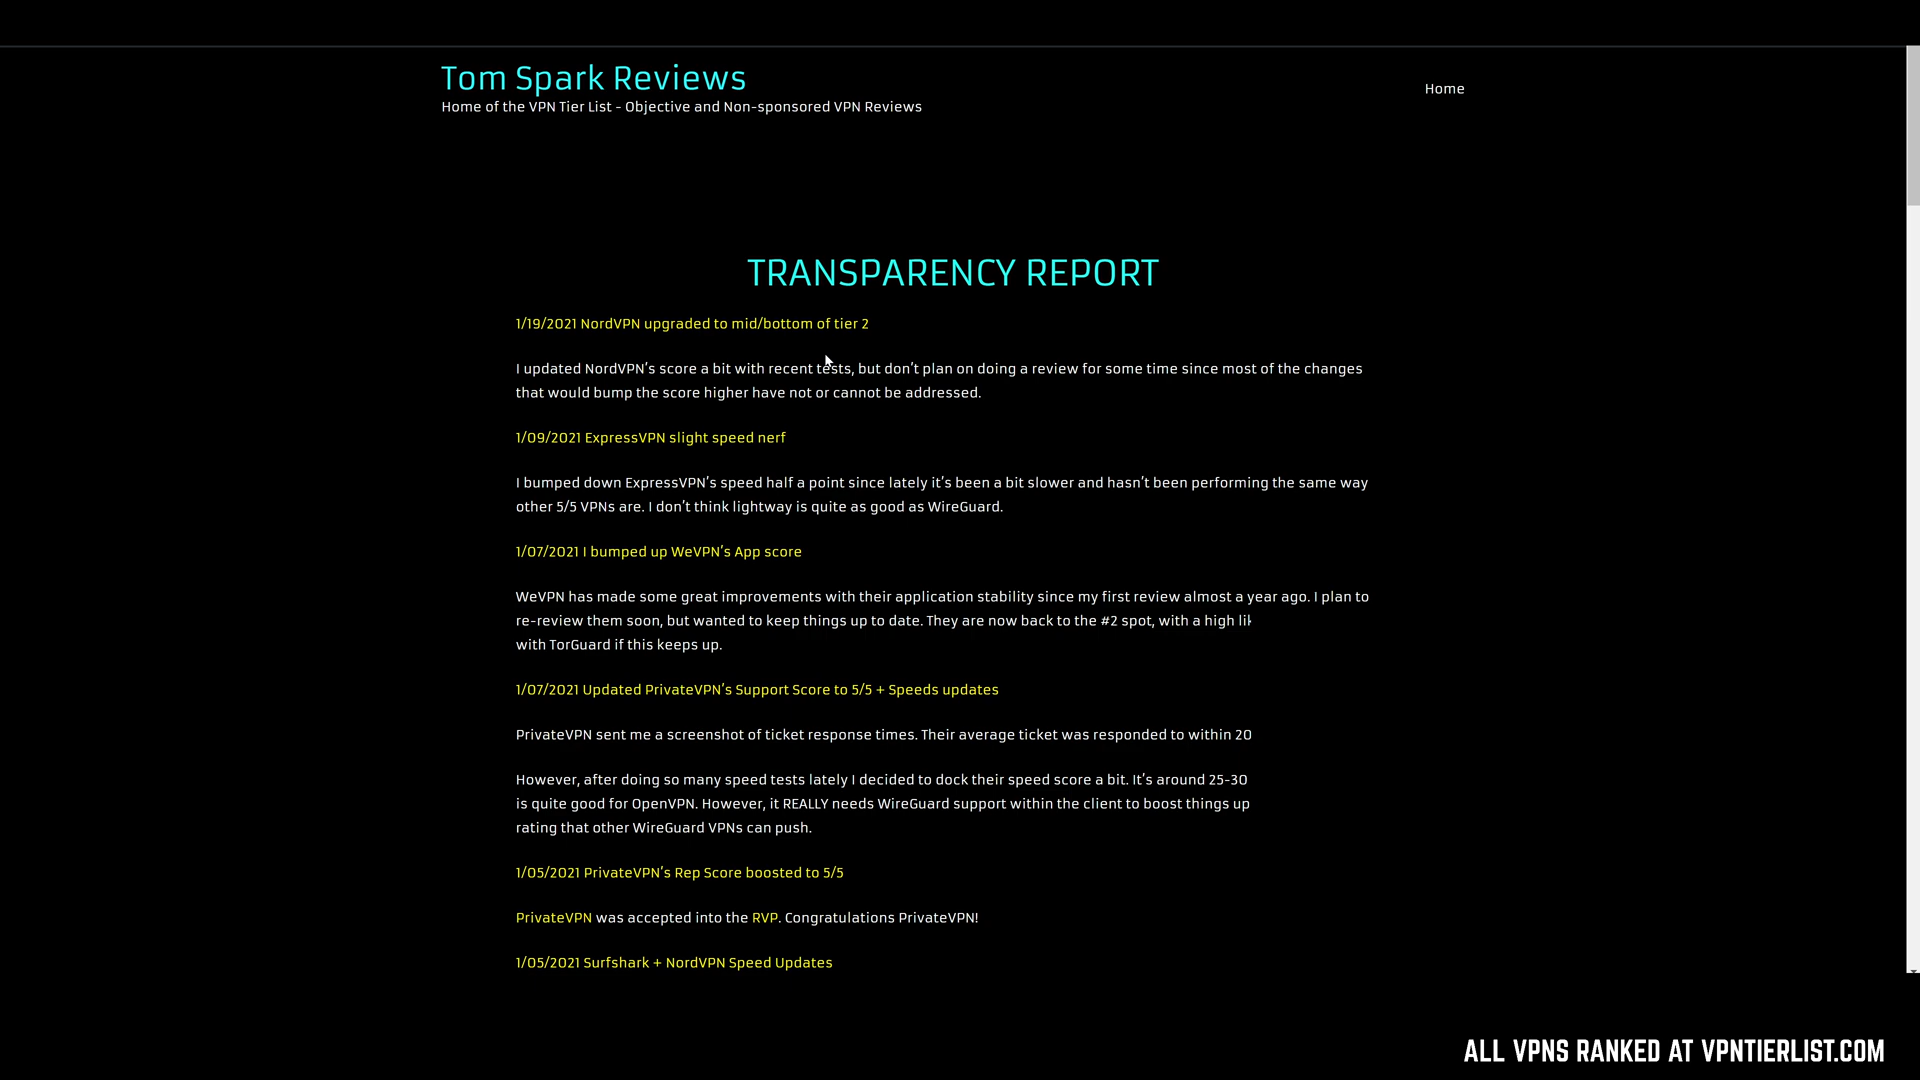 Tom Spark Reviews
Home of the VPN Tier List - Objective and Non-sponsored VPN Reviews
Home
TRANSPARENCY REPORT
1/19/2021 NordVPN upgraded to mid/bottom of tier 2
I updated NordVPN's score a bit with recent tests, but don't plan on doing a review for some time since most of the changes
that would bump the score higher have not or cannot be addressed.
1/09/2021 ExpressVPN slight speed nerf
I bumped down ExpressVPN's speed half a point since lately it's been a bit slower and hasn't been performing the same way
other 5/5 VPNs are. I don't think lightway is quite as good as WireGuard.
1/07/2021 I bumped up WeVPN's App score
WeVPN has made some great improvements with their application stability since my first review almost a year ago. I plan to
re-review them soon, but wanted to keep things up to date. They are now back to the #2 spot, with a high
with TorGuard if this keeps up.
1/07/2021 Updated PrivateVPN's Support Score to 5/5 + Speeds updates
PrivateVPN sent me a screenshot of ticket response times. Their average ticket was responded to within 20
However, after doing so many speed tests lately I decided to dock their speed score a bit. It's around 25-30
is quite good for OpenVPN. However, it REALLY needs WireGuard support within the client to boost things up
rating that other WireGuard VPNs can push.
1/05/2021 PrivateVPN's Rep Score boosted to 5/5
PrivateVPN was accepted into the RVP. Congratulations PrivateVPN!
1/05/2021 Surfshark + NordVPN Speed Updates
ALL VPNS RANKED AT VPNTIERLIST.COM